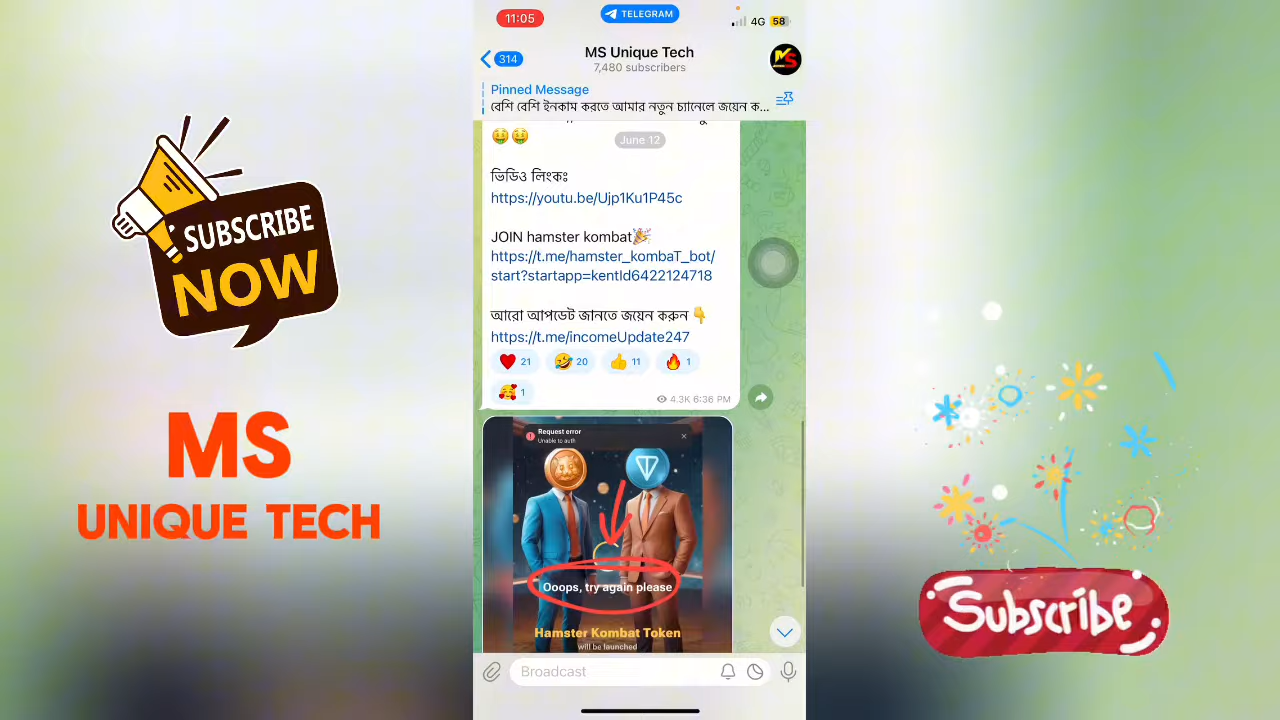 11:05
TELEGRAM
4G 58
314
MS Unique Tech
7,480 subscribers
MS
Pinned Message
বেশি বেশি ইনকাম করতে আমার নতুন চ্যানেলে জয়েন ক...
June 12
ভিডিও লিংকঃ
https://youtu.be/Ujp1Ku1P45c
JOIN hamster kombat🎉
https://t.me/hamster_kombaT_bot/
start?startapp=kentId6422124718
আরো আপডেট জানতে জয়েন করুন 👇
https://t.me/incomeUpdate247
21 20 11 1
1
4.3K 6:36 PM
Request error
Unable to auth
Ooops, try again please
Hamster Kombat Token
will be launched
Broadcast
SUBSCRIBE
NOW
MS
UNIQUE TECH
Subscribe